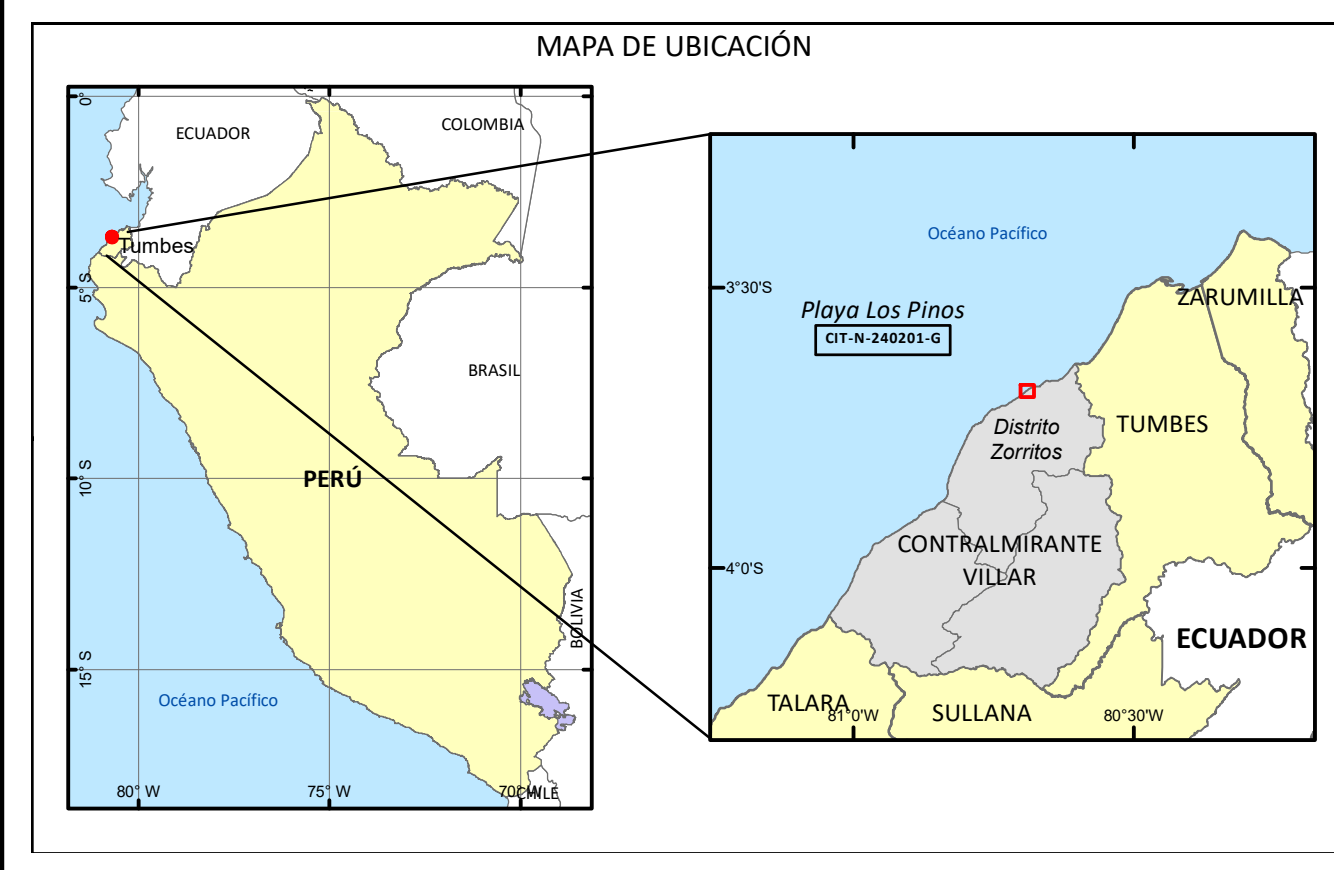 MAPA DE UBICACIÓN
0°
ECUADOR
COLOMBIA
Tumbes
5°S
BRASIL
10°S
PERÚ
BOLIVIA
15°S
Océano Pacífico
80° W
75° W
70° W
CHILE
Océano Pacífico
3°30'S
ZARUMILLA
Playa Los Pinos
CIT-N-240201-G
Distrito
Zorritos
TUMBES
CONTRALMIRANTE
VILLAR
4°0'S
ECUADOR
TALARA
81°0'W
SULLANA
80°30'W